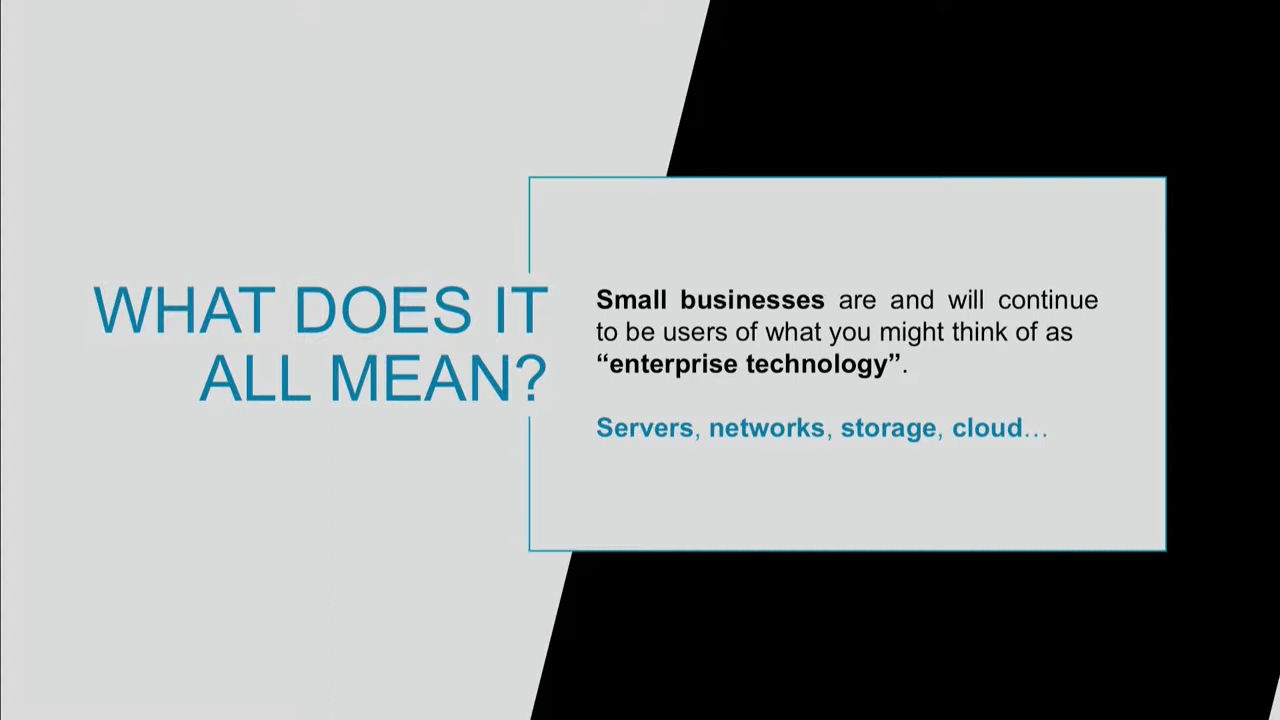 WHAT DOES IT
ALL MEAN?
Small businesses are and will continue
to be users of what you might think of as
“enterprise technology”.
Servers, networks, storage, cloud…